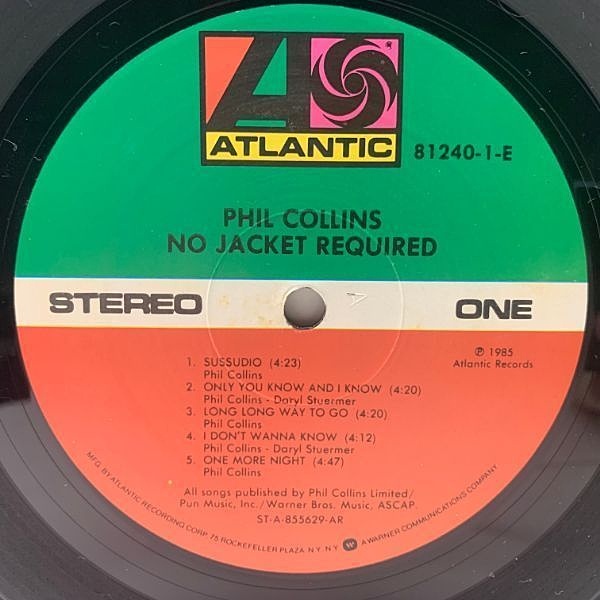 ATLANTIC
81240-1-E
PHIL COLLINS
NO JACKET REQUIRED
STEREO
ONE
℗ 1985
Atlantic Records
1. SUSSUDIO (4:23)
Phil Collins
2. ONLY YOU KNOW AND I KNOW (4:20)
Phil Collins - Daryl Stuermer
3. LONG LONG WAY TO GO (4:20)
Phil Collins
4. I DON'T WANNA KNOW (4:12)
Phil Collins - Daryl Stuermer
5. ONE MORE NIGHT (4:47)
Phil Collins
All songs published by Phil Collins Limited/
Pun Music, Inc./Warner Bros. Music, ASCAP.
ST-A-855629-AR
MFG. BY ATLANTIC RECORDING CORP. 75 ROCKEFELLER PLAZA N.Y. N.Y. A WARNER COMMUNICATIONS COMPANY